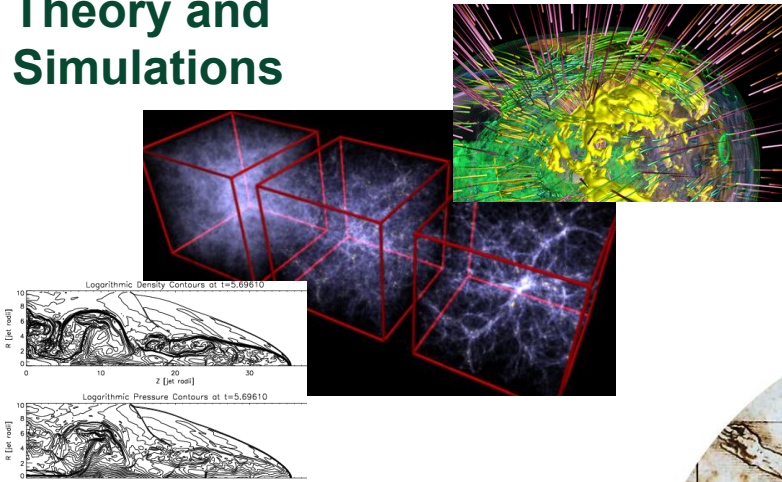 Theory and
Simulations
Logarithmic Density Contours at t=5.69610
10
8
6
4
2
0
R [jet radii]
0 10 20 30
Z [jet radii]
Logarithmic Pressure Contours at t=5.69610
10
8
6
4
2
0
R [jet radii]